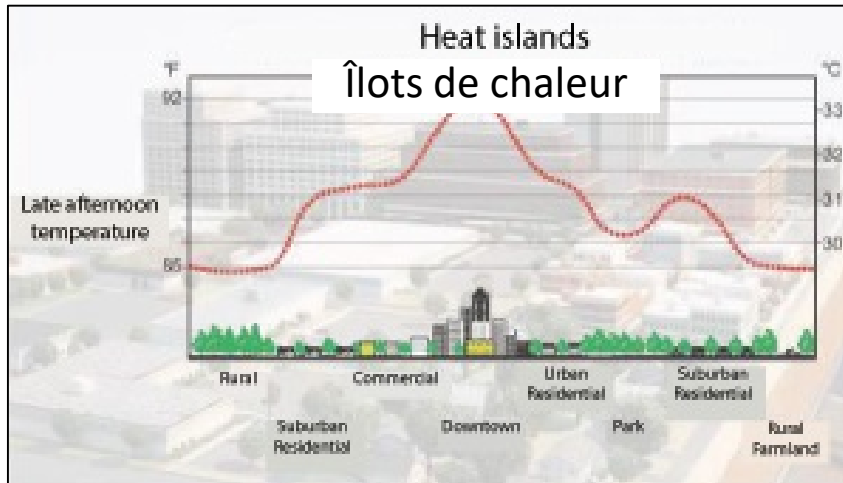 Heat islands
Îlots de chaleur
°F
°C
92
33
32
31
30
85
Late afternoon
temperature
Rural
Commercial
Urban
Residential
Suburban
Residential
Suburban
Residential
Downtown
Park
Rural
Farmland